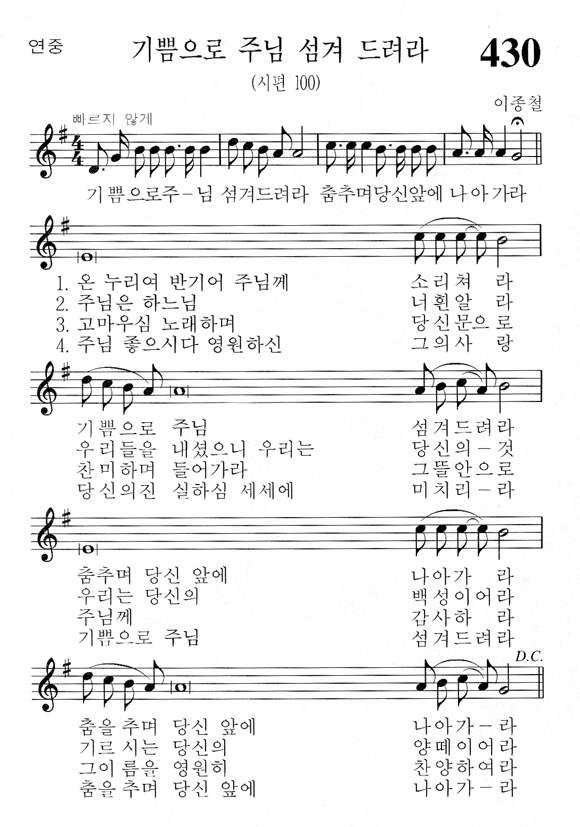 연중
기쁨으로 주님 섬겨 드려라
430
(시편 100)
이종철
빠르지 않게
기쁨으로주-님 섬겨드려라 춤추며당신앞에 나아가라
1. 온 누리여 반기어 주님께 소리쳐 라
2. 주님은 하느님 너흰알 라
3. 고마우심 노래하며 당신문으로
4. 주님 좋으시다 영원하신 그의사 랑
기쁨으로 주님 섬겨드려라
우리들을 내셨으니 우리는 당신의-것
찬미하며 들어가라 그뜰안으로
당신의진 실하심 세세에 미치리-라
춤추며 당신 앞에 나아가 라
우리는 당신의 백성이어라
주님께 감사하 라
기쁨으로 주님 섬겨드려라
D.C.
춤을추며 당신 앞에 나아가-라
기르시는 당신의 양떼이어라
그이름을 영원히 찬양하여라
춤을추며 당신 앞에 나아가-라